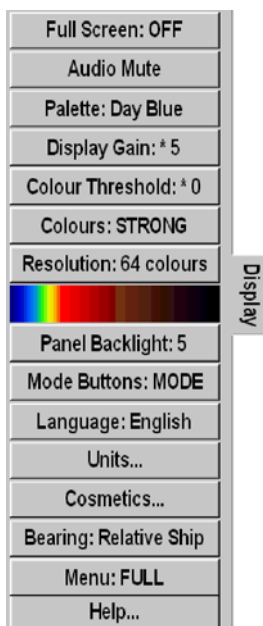 Full Screen: OFF
Audio Mute
Palette: Day Blue
Display Gain: * 5
Colour Threshold: * 0
Colours: STRONG
Resolution: 64 colours
Display
Panel Backlight: 5
Mode Buttons: MODE
Language: English
Units...
Cosmetics...
Bearing: Relative Ship
Menu: FULL
Help...